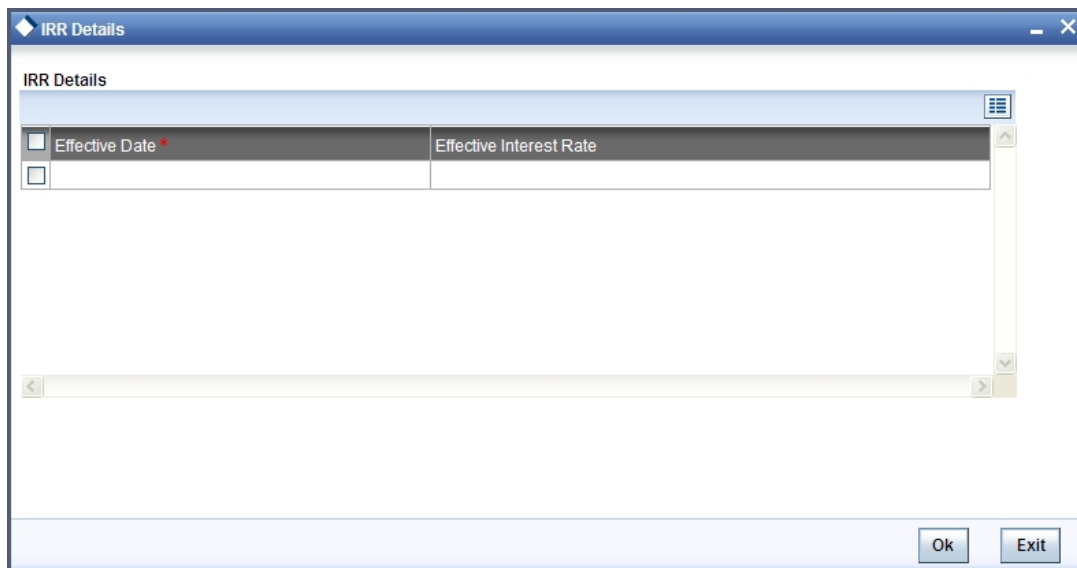 IRR Details
IRR Details
Effective Date * Effective Interest Rate
Ok Exit